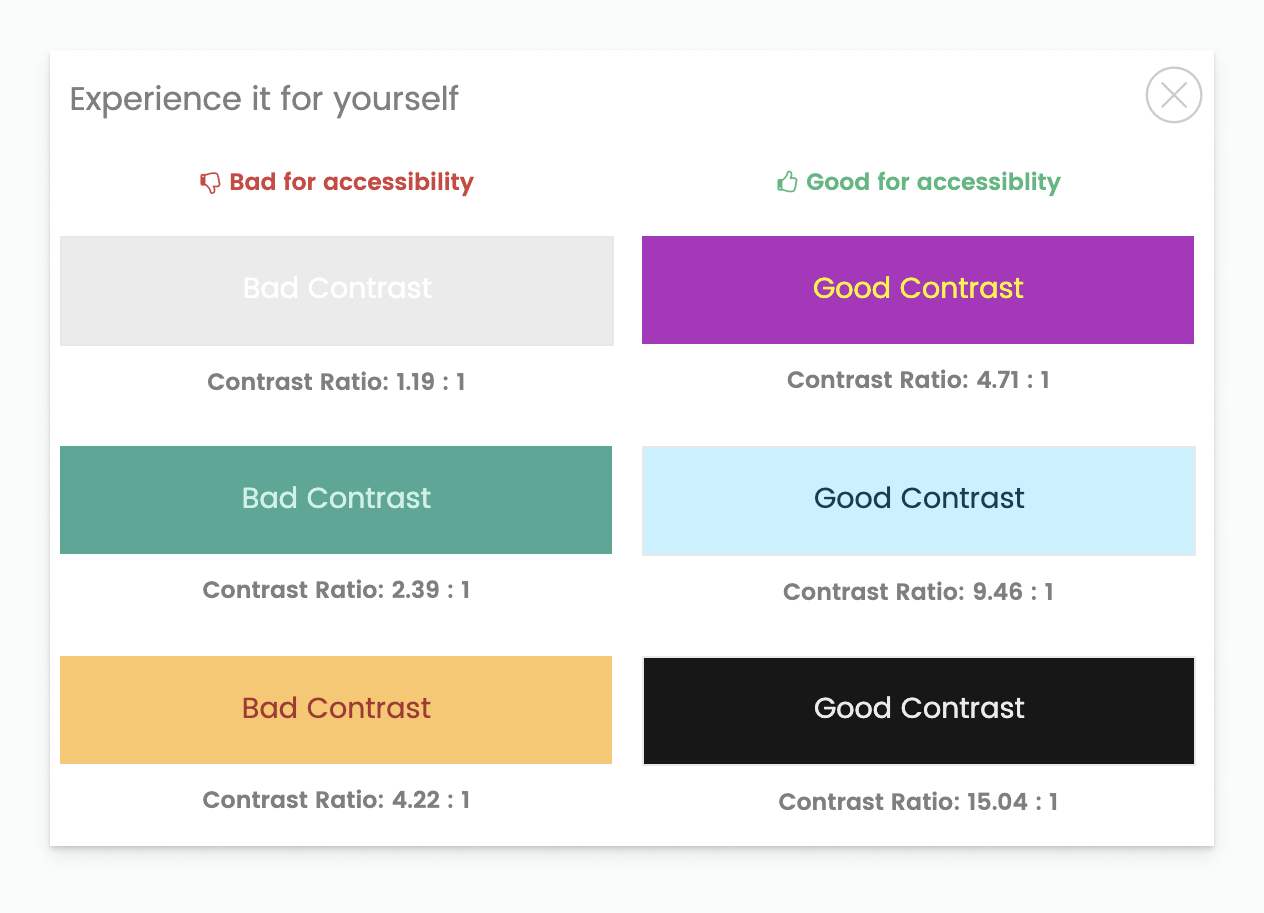 Experience it for yourself
Bad for accessibility
Good for accessiblity
Bad Contrast
Good Contrast
Contrast Ratio: 1.19 : 1
Contrast Ratio: 4.71 : 1
Bad Contrast
Good Contrast
Contrast Ratio: 2.39 : 1
Contrast Ratio: 9.46 : 1
Bad Contrast
Good Contrast
Contrast Ratio: 4.22 : 1
Contrast Ratio: 15.04 : 1